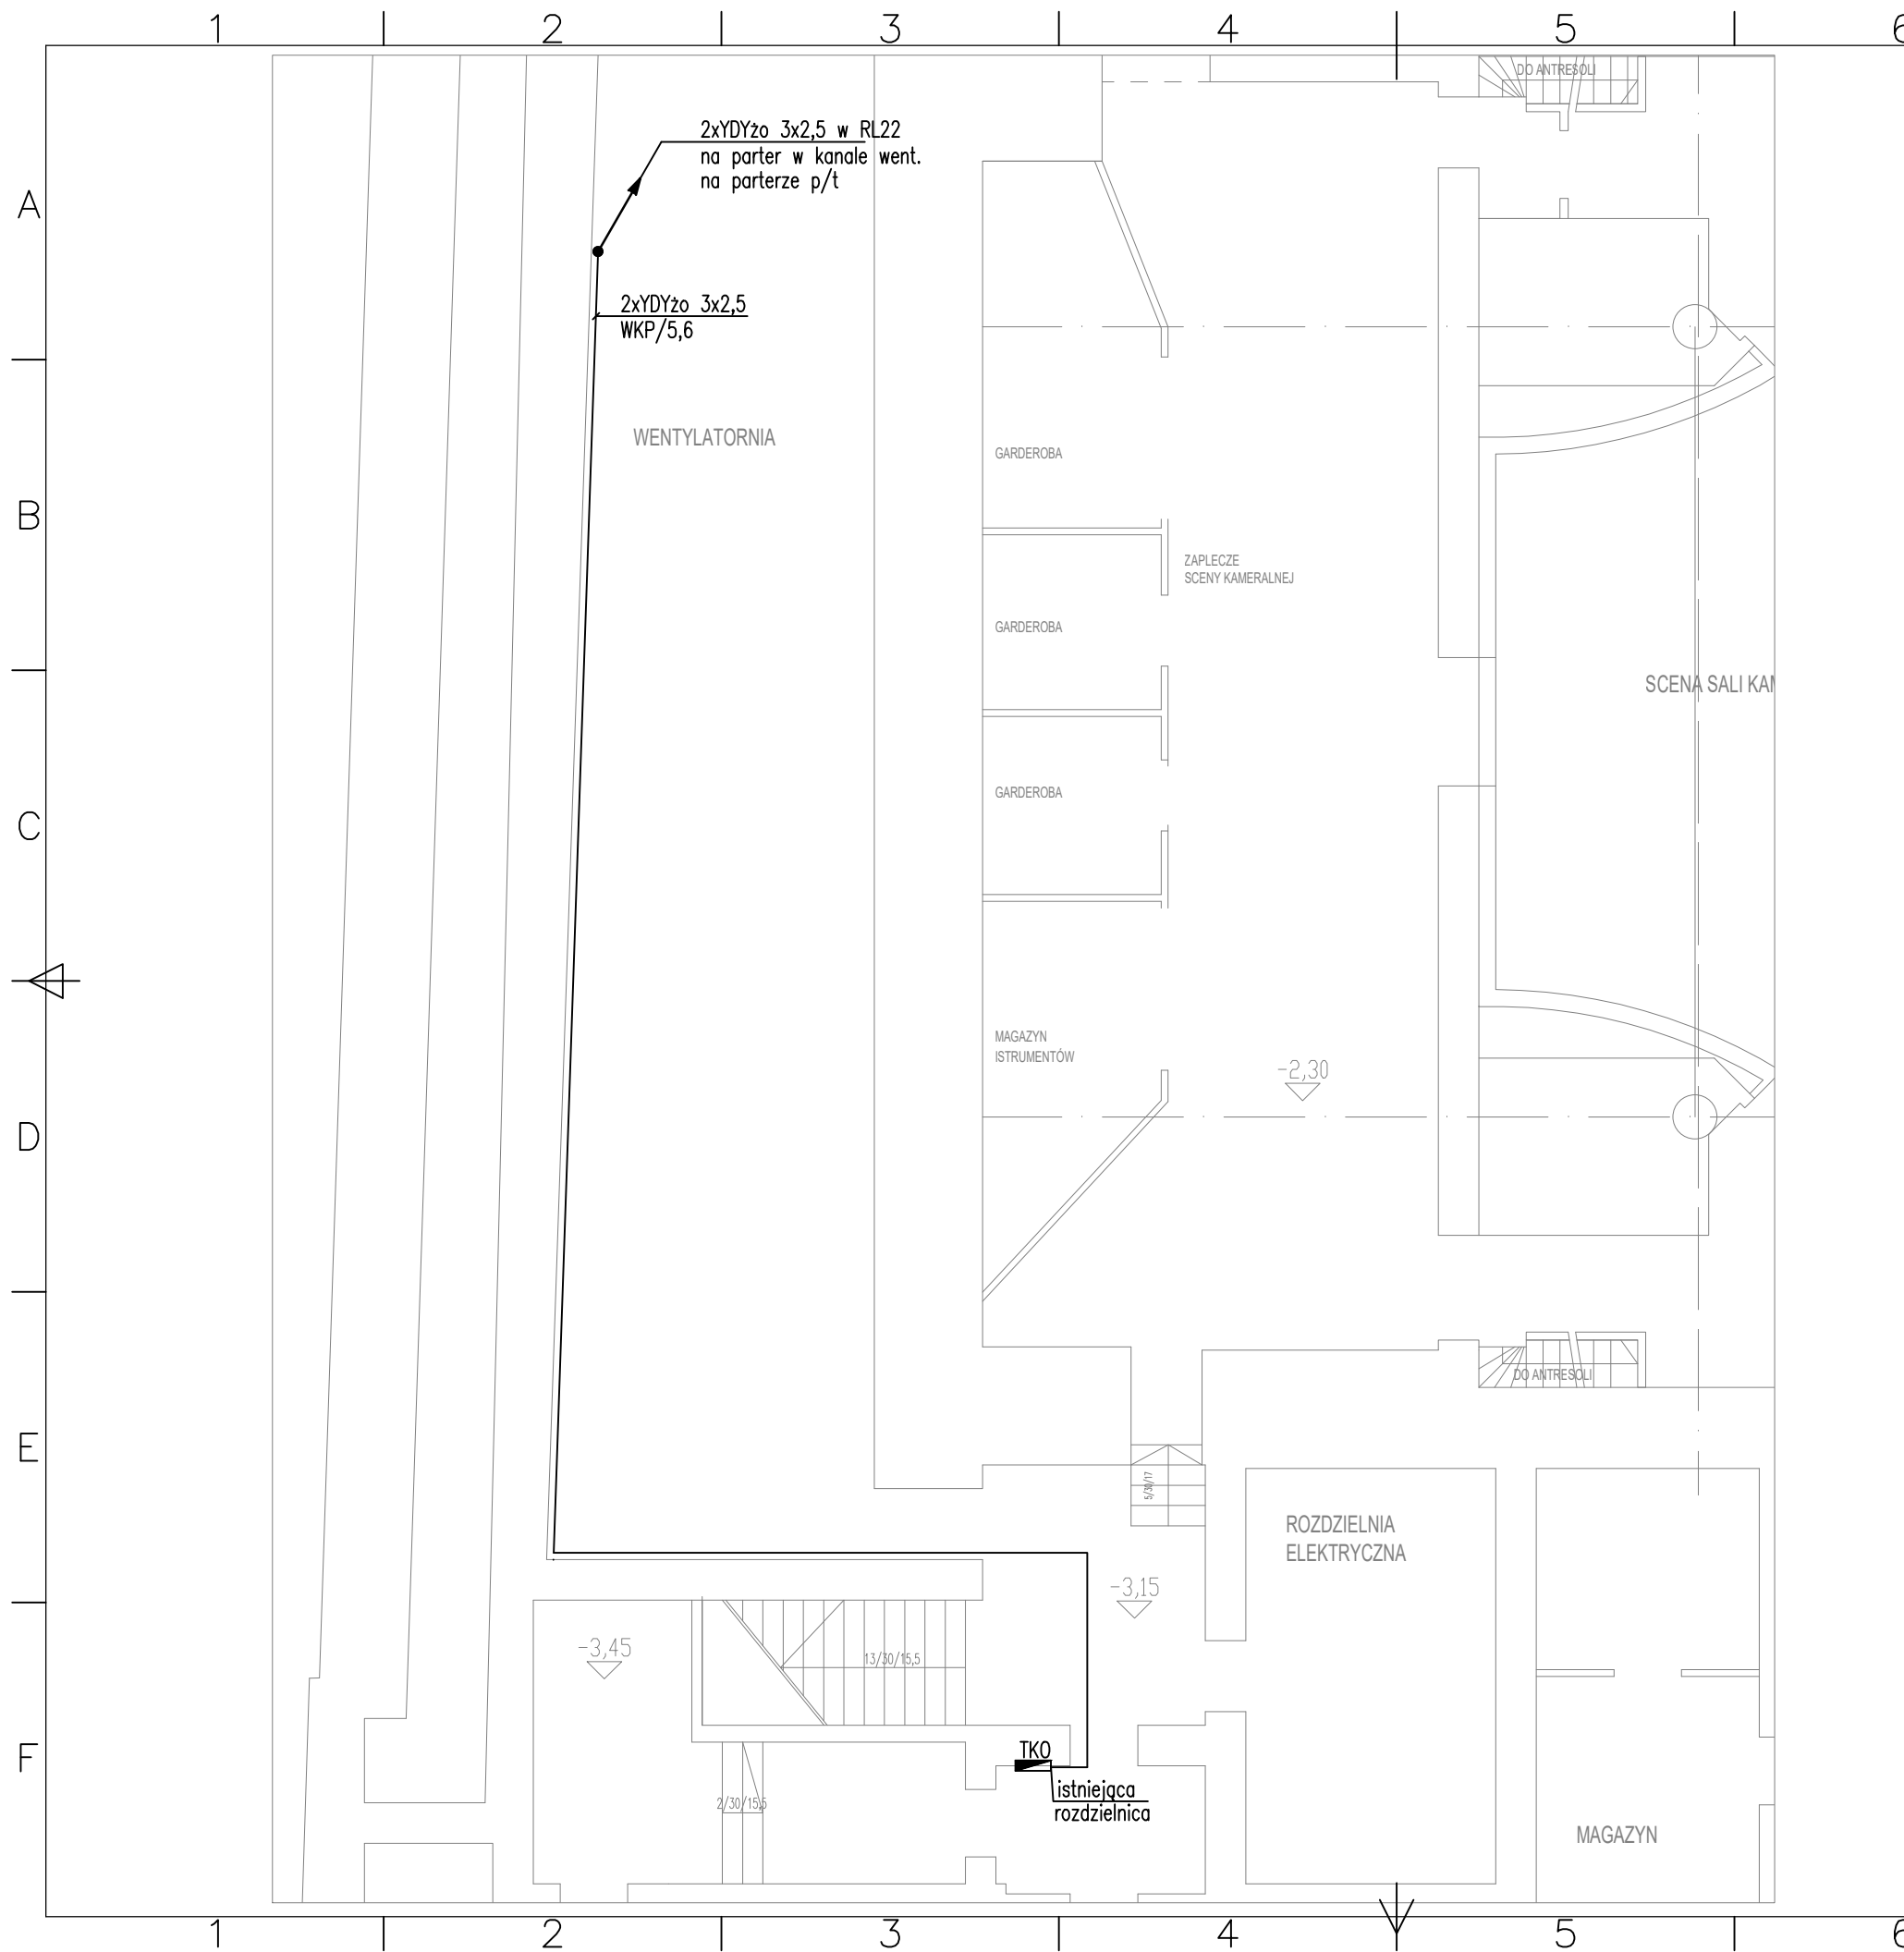 1 2 3 4 5 6
DO ANTRESOLI
2xYDYżo 3x2,5 w RL22
na parter w kanale went.
na parterze p/t
A
2xYDYżo 3x2,5
WKP/5,6
WENTYLATORNIA
GARDEROBA
B
ZAPLECZE
SCENY KAMERALNEJ
GARDEROBA
SCENA SALI KAM
GARDEROBA
C
MAGAZYN
ISTRUMENTÓW
-2,30
D
DO ANTRESOLI
E
5/30/17
ROZDZIELNIA
ELEKTRYCZNA
-3,15
-3,45
13/30/15,5
TKO
F
istniejąca
rozdzielnica
2/30/15,5
MAGAZYN
1 2 3 4 5 6